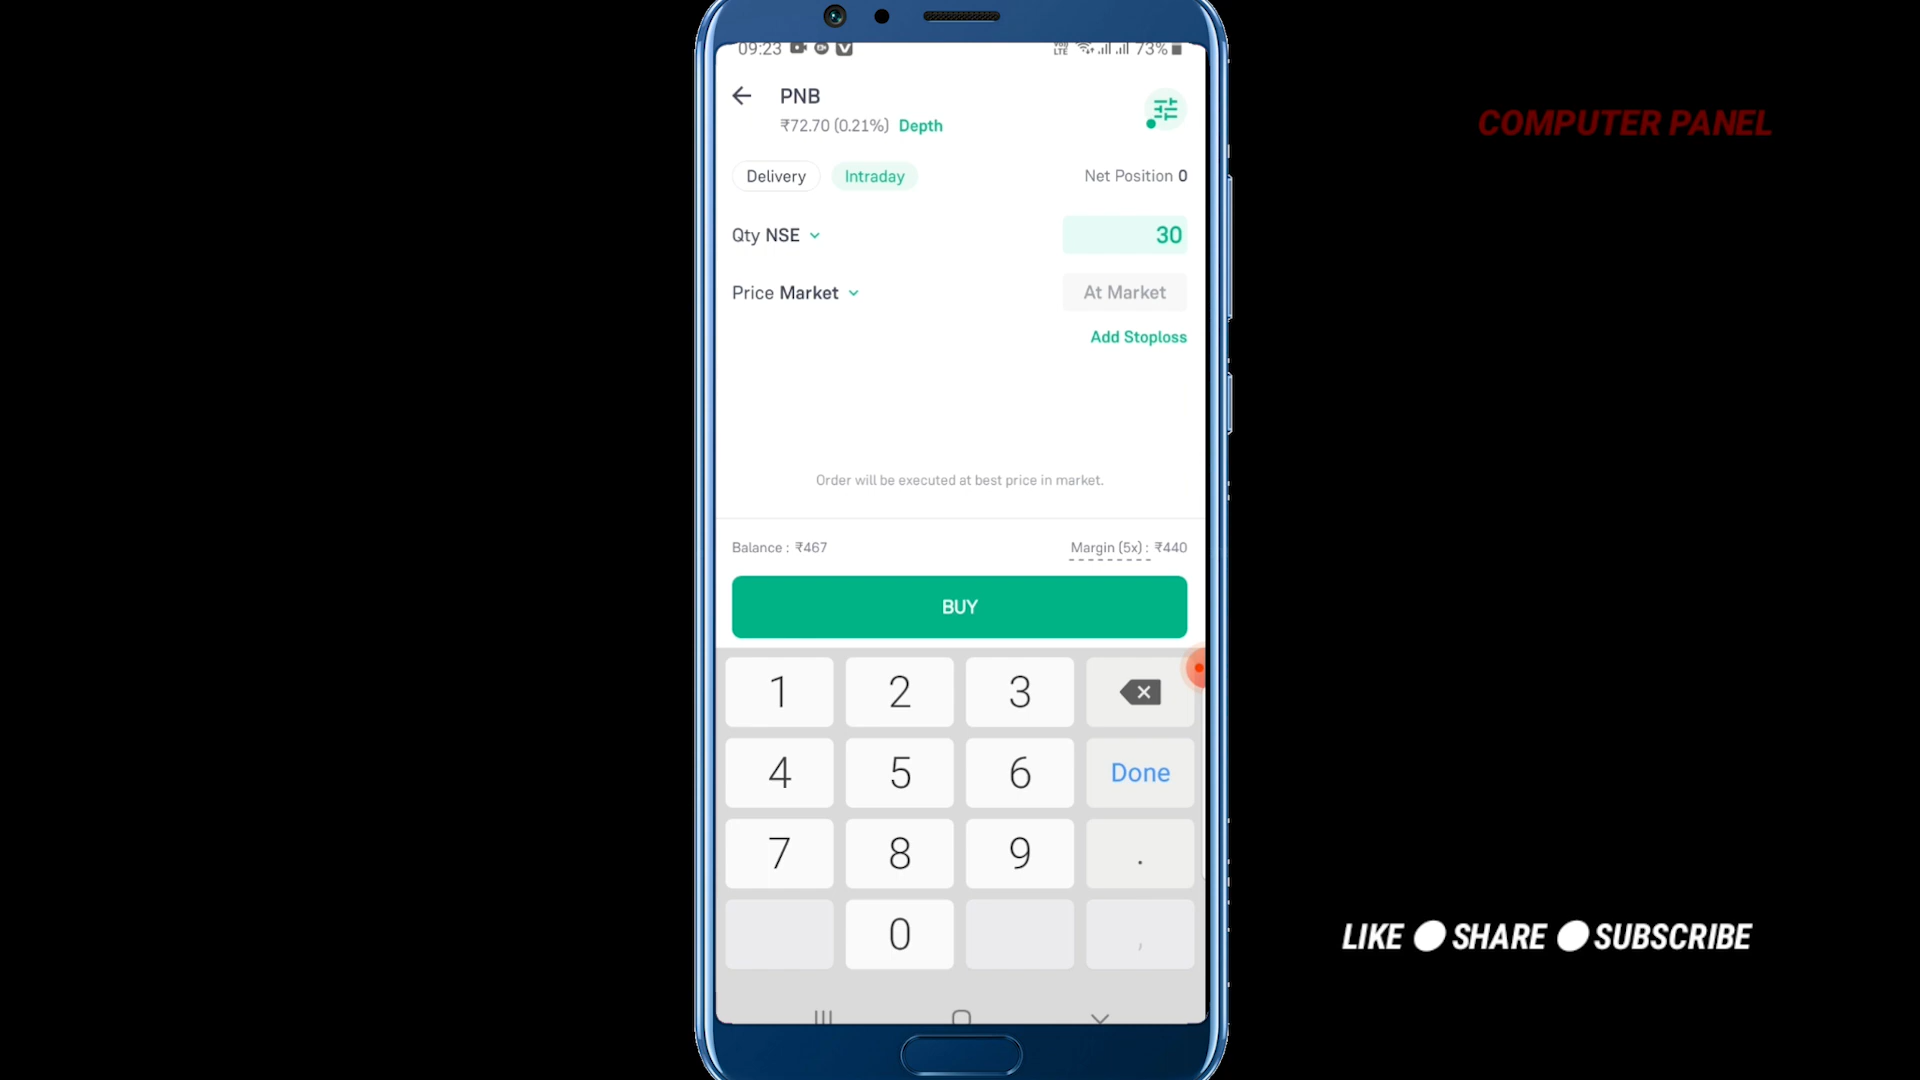 09:23 73%
PNB
₹72.70 (0.21%) Depth
COMPUTER PANEL
Delivery Intraday Net Position 0
Qty NSE 30
Price Market At Market
Add Stoploss
Order will be executed at best price in market.
Balance : ₹467 Margin (5x) : ₹440
BUY
1 2 3
4 5 6 Done
7 8 9 .
0 ,
LIKE SHARE SUBSCRIBE